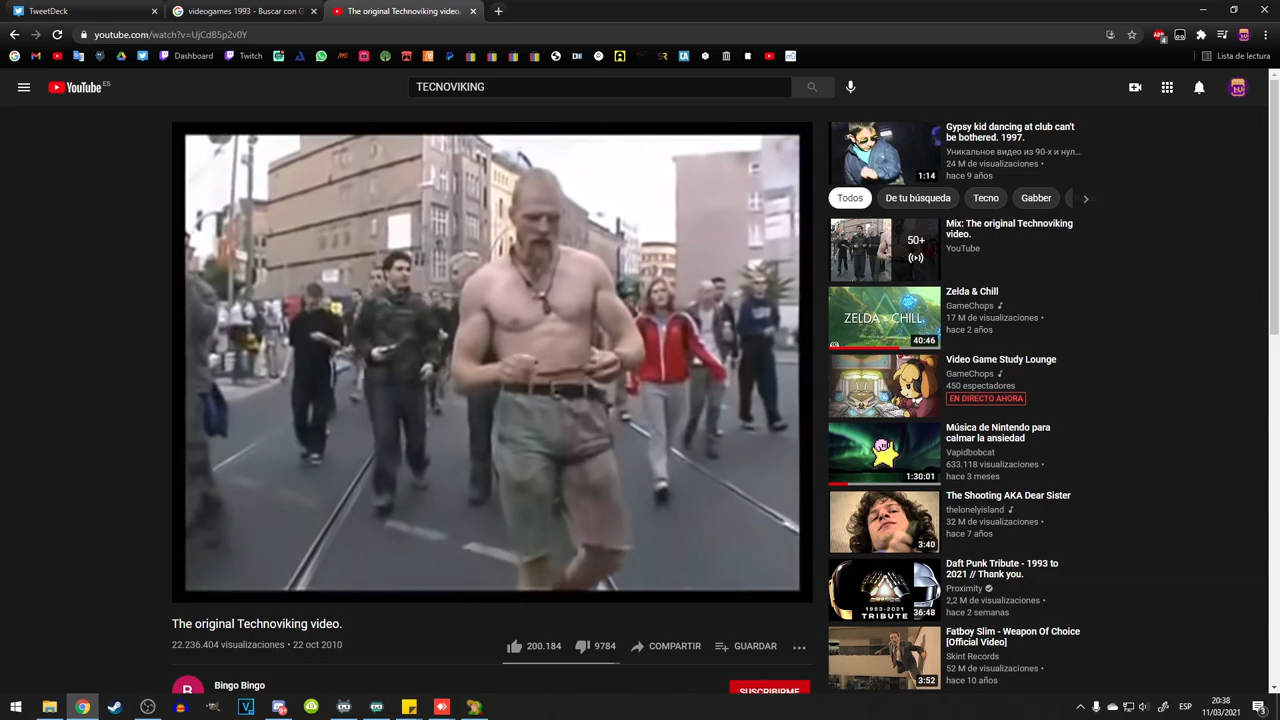 TweetDeck
videogames 1993 - Buscar con G
The original Technoviking video.
youtube.com/watch?v=UjCdB5p2v0Y
Dashboard
Twitch
Lista de lectura
YouTube ES
TECNOVIKING
Gypsy kid dancing at club can't
be bothered. 1997.
Уникальное видео из 90-х и нул...
24 M de visualizaciones •
hace 9 años
1:14
Todos
De tu búsqueda
Tecno
Gabber
50+
Mix: The original Technoviking
video.
YouTube
ZELDA & CHILL
40:46
Zelda & Chill
GameChops
17 M de visualizaciones •
hace 2 años
Video Game Study Lounge
GameChops
450 espectadores
EN DIRECTO AHORA
1:30:01
Música de Nintendo para
calmar la ansiedad
Vapidbobcat
633.118 visualizaciones •
hace 3 meses
3:40
The Shooting AKA Dear Sister
thelonelyisland
32 M de visualizaciones •
hace 7 años
1993-2021
TRIBUTE
36:48
Daft Punk Tribute - 1993 to
2021 // Thank you.
Proximity
2,2 M de visualizaciones •
hace 2 semanas
3:52
Fatboy Slim - Weapon Of Choice
[Official Video]
Skint Records
52 M de visualizaciones •
hace 10 años
The original Technoviking video.
22.236.404 visualizaciones • 22 oct 2010
200.184
9784
COMPARTIR
GUARDAR
B
Bingo Bingo
SUSCRIBIRME
ESP
20:38
11/03/2021